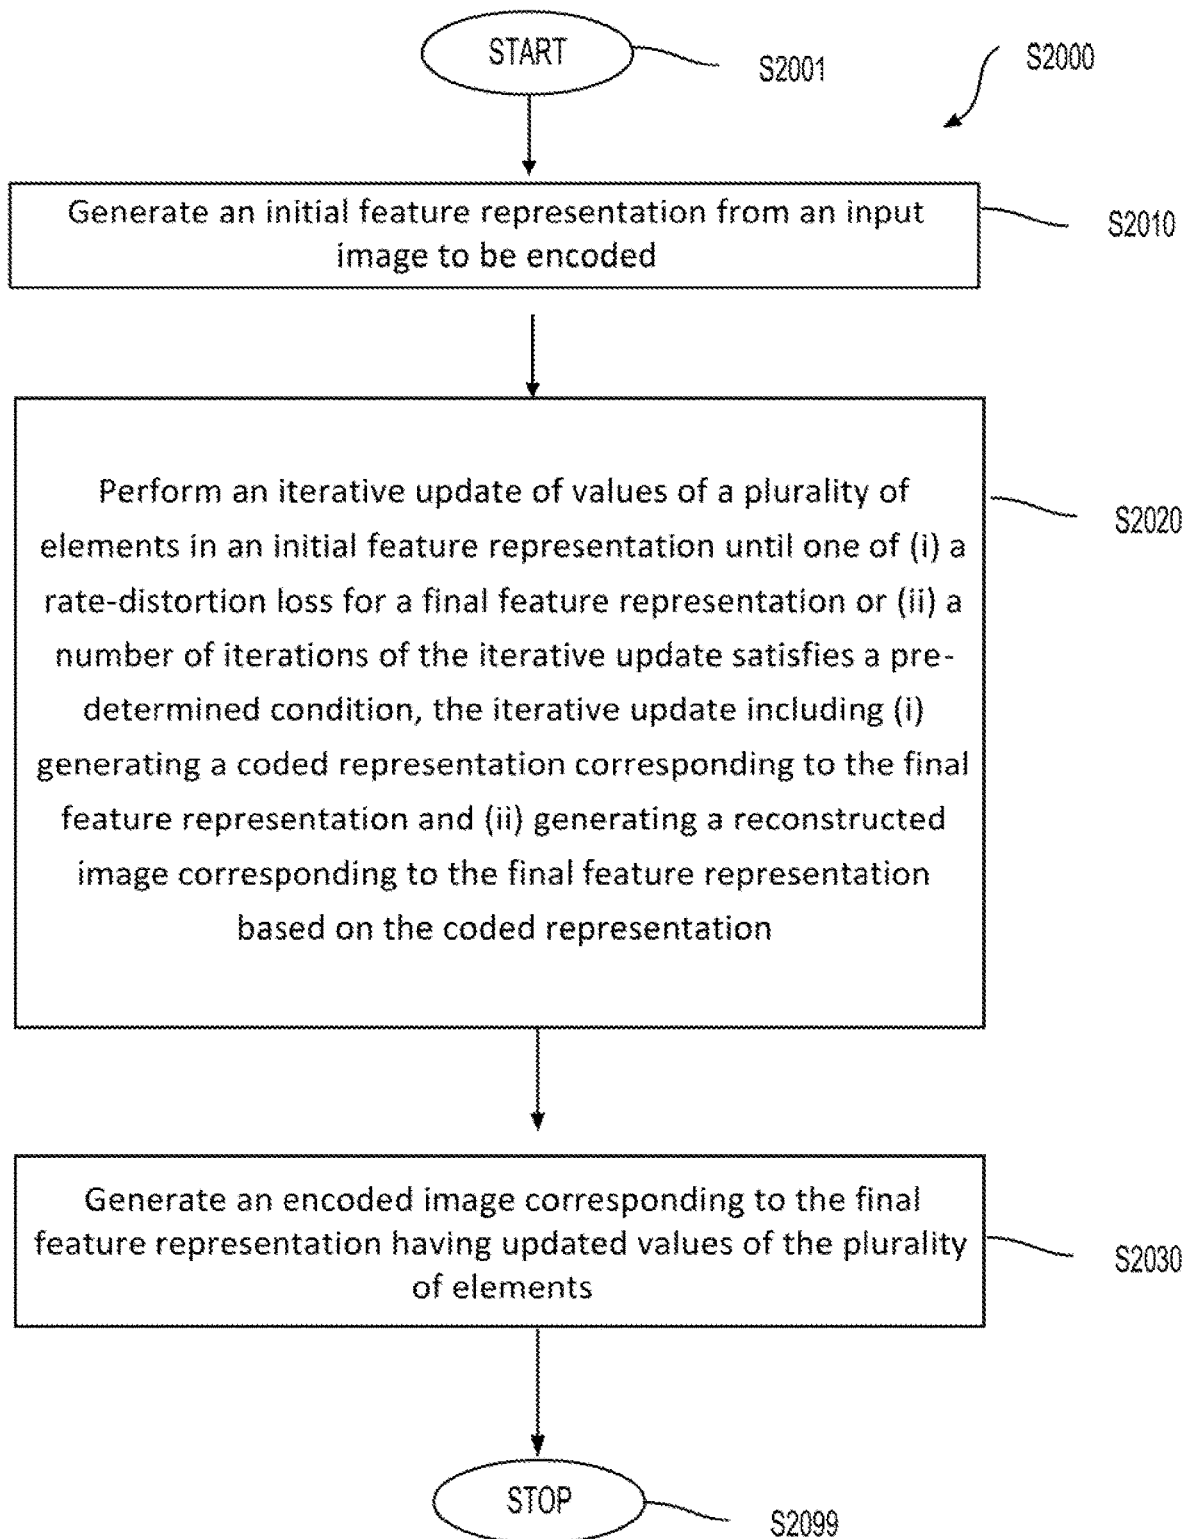 START
S2001
S2000
Generate an initial feature representation from an input
image to be encoded
S2010
Perform an iterative update of values of a plurality of
elements in an initial feature representation until one of (i) a
rate-distortion loss for a final feature representation or (ii) a
number of iterations of the iterative update satisfies a pre-
determined condition, the iterative update including (i)
generating a coded representation corresponding to the final
feature representation and (ii) generating a reconstructed
image corresponding to the final feature representation
based on the coded representation
S2020
Generate an encoded image corresponding to the final
feature representation having updated values of the plurality
of elements
S2030
STOP
S2099